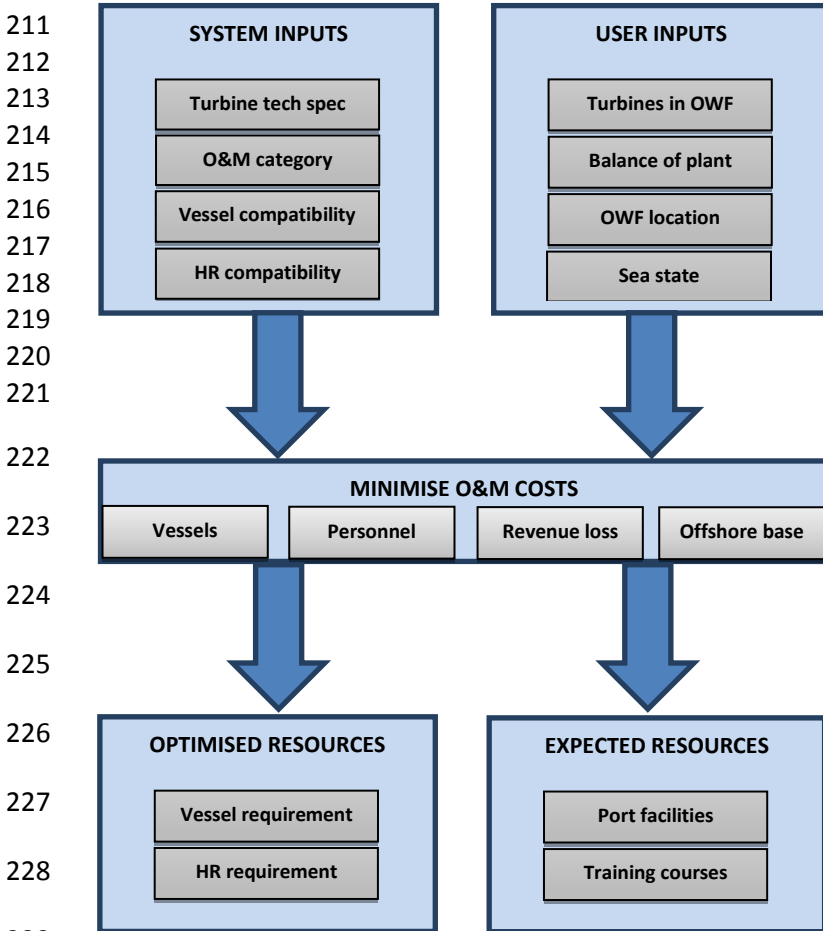 211
SYSTEM INPUTS
USER INPUTS
212
213
Turbine tech spec
Turbines in OWF
214
O&M category
Balance of plant
215
216
Vessel compatibility
OWF location
217
HR compatibility
Sea state
218
219
220
221
222
MINIMISE O&M COSTS
223
Vessels
Personnel
Revenue loss
Offshore base
224
225
226
OPTIMISED RESOURCES
EXPECTED RESOURCES
227
Vessel requirement
Port facilities
228
HR requirement
Training courses